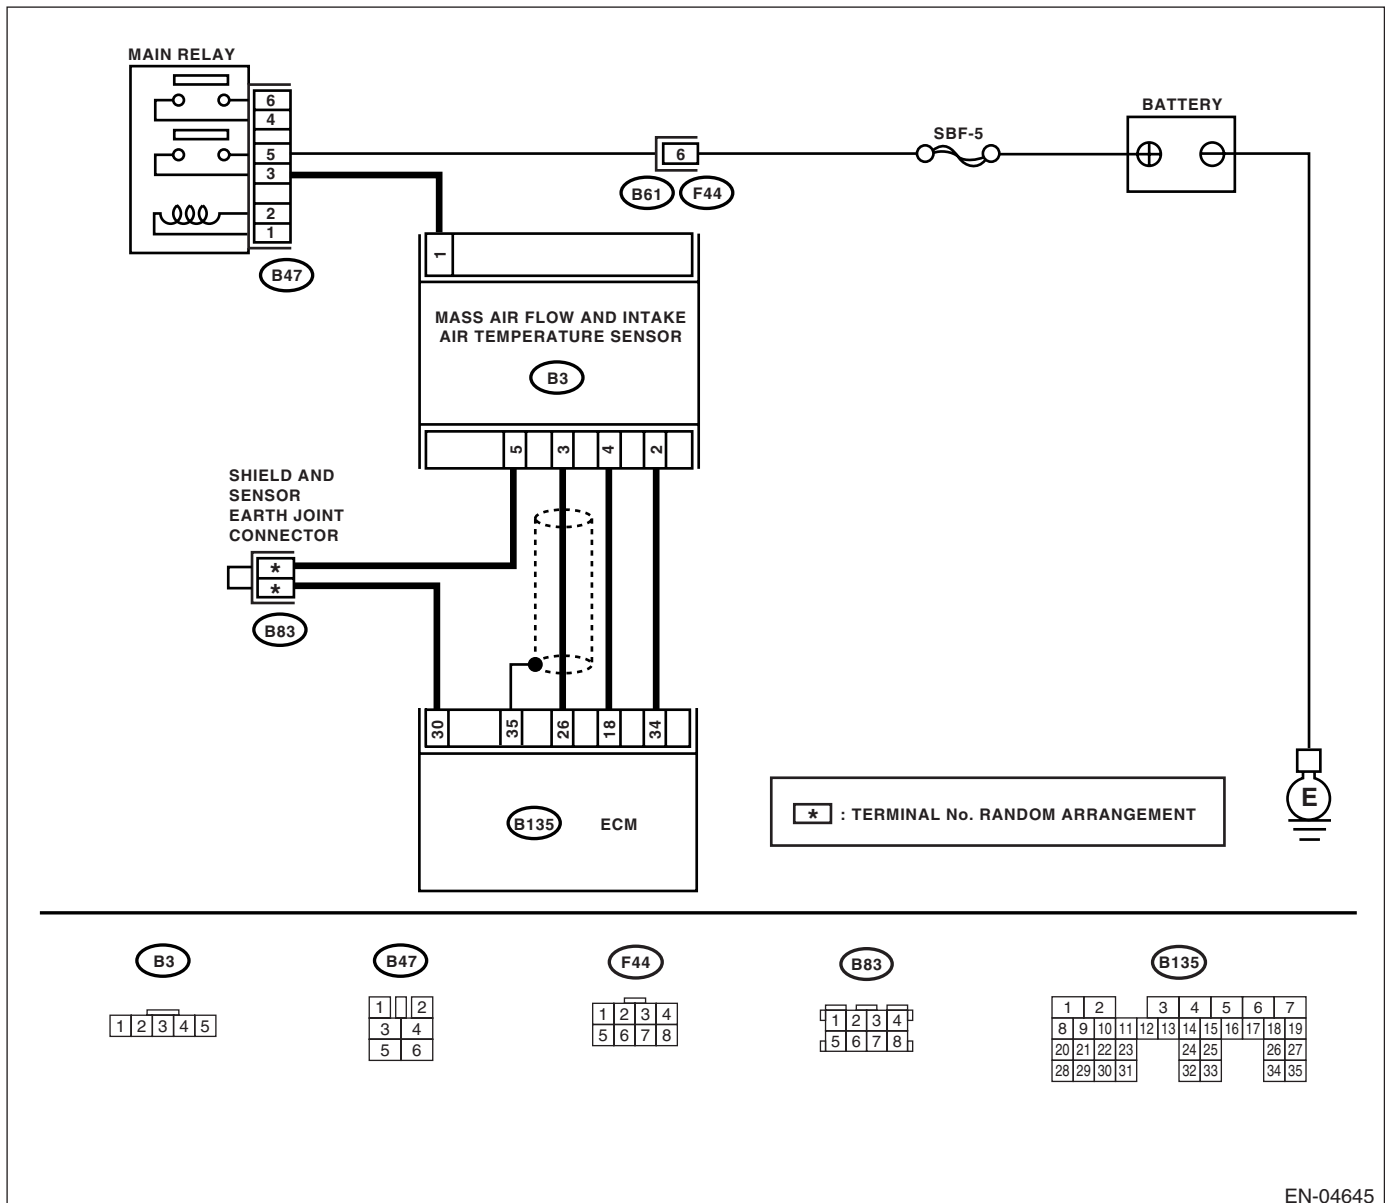 MAIN RELAY
6
4
5
3
2
1
B47
6
B61 F44
SBF-5
BATTERY
1
MASS AIR FLOW AND INTAKE
AIR TEMPERATURE SENSOR
B3
5 3 4 2
SHIELD AND
SENSOR
EARTH JOINT
CONNECTOR
*
*
B83
30 35 26 18 34
B135 ECM
* : TERMINAL No. RANDOM ARRANGEMENT
E
B3
1 2 3 4 5
B47
1 2
3 4
5 6
F44
1 2 3 4
5 6 7 8
B83
1 2 3 4
5 6 7 8
B135
1 2 3 4 5 6 7
8 9 10 11 12 13 14 15 16 17 18 19
20 21 22 23 24 25 26 27
28 29 30 31 32 33 34 35
EN-04645